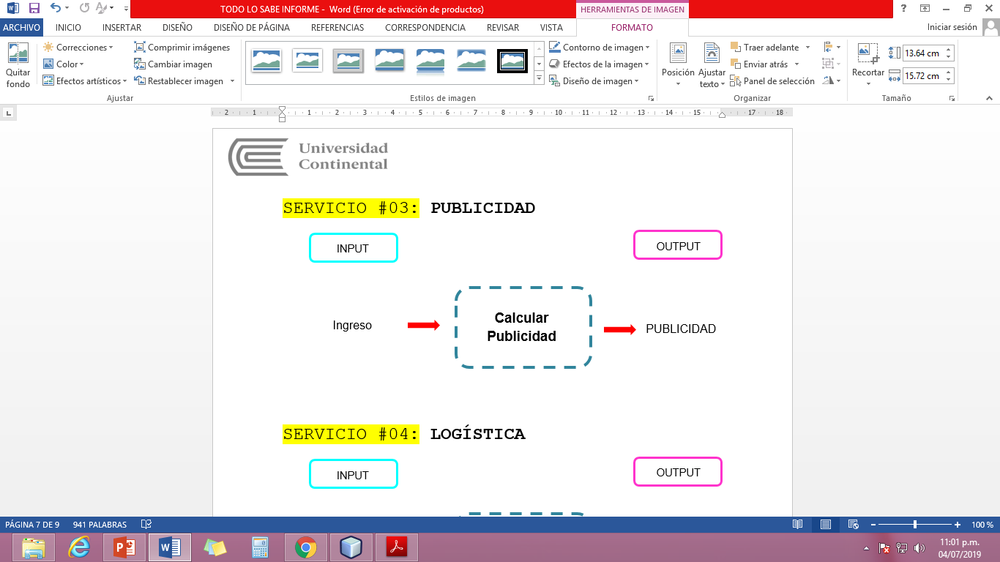 TODO LO SABE INFORME - Word (Error de activación de productos)
HERRAMIENTAS DE IMAGEN
ARCHIVO INICIO INSERTAR DISEÑO DISEÑO DE PÁGINA REFERENCIAS CORRESPONDENCIA REVISAR VISTA FORMATO
Iniciar sesión
Quitar fondo
Correcciones
Color
Efectos artísticos
Comprimir imágenes
Cambiar imagen
Restablecer imagen
Ajustar
Estilos de imagen
Contorno de imagen
Efectos de la imagen
Diseño de imagen
Posición
Ajustar texto
Traer adelante
Enviar atrás
Panel de selección
Organizar
Recortar
13.64 cm
15.72 cm
Tamaño
2 1 1 2 3 4 5 6 7 8 9 10 11 12 13 14 15 17 18
Universidad
Continental
SERVICIO #03: PUBLICIDAD
INPUT OUTPUT
Calcular
Publicidad
Ingreso PUBLICIDAD
SERVICIO #04: LOGÍSTICA
INPUT OUTPUT
PÁGINA 7 DE 9 941 PALABRAS 100 %
11:01 p.m.
04/07/2019